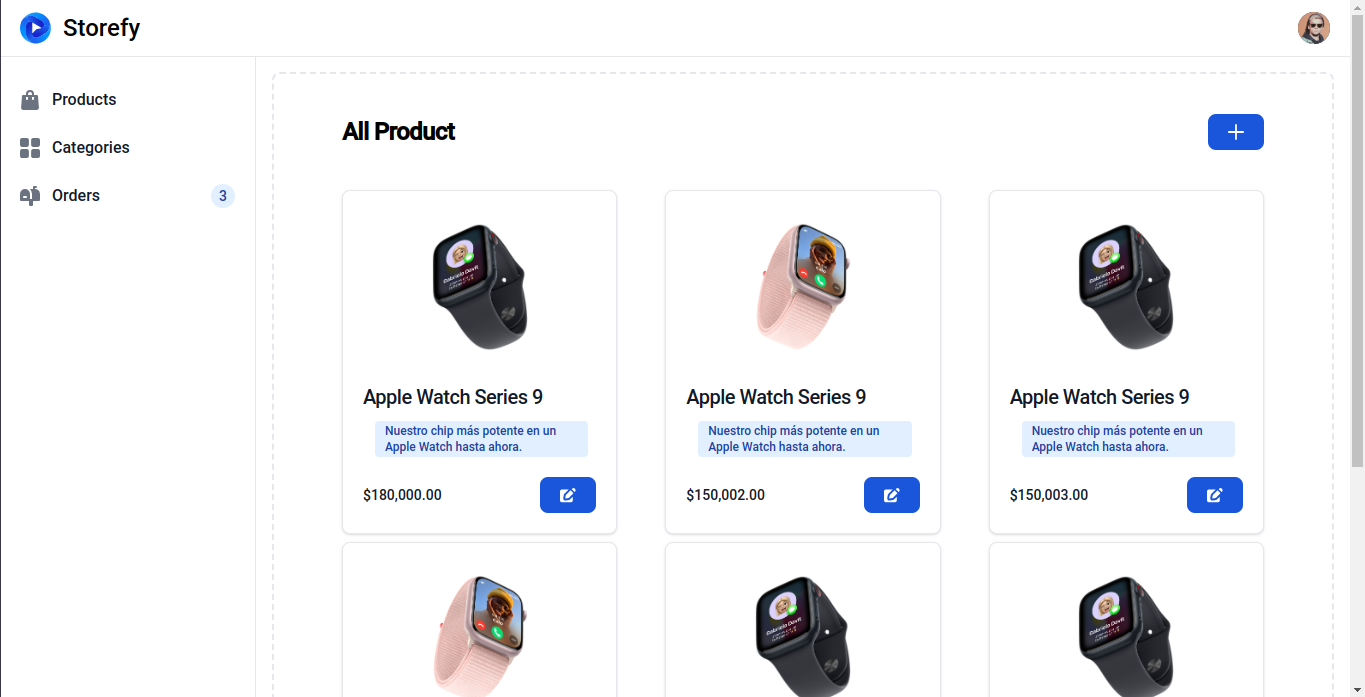 Storefy
Products
Categories
Orders
3
All Product
Apple Watch Series 9
Nuestro chip más potente en un
Apple Watch hasta ahora.
$180,000.00
Apple Watch Series 9
Nuestro chip más potente en un
Apple Watch hasta ahora.
$150,002.00
Apple Watch Series 9
Nuestro chip más potente en un
Apple Watch hasta ahora.
$150,003.00